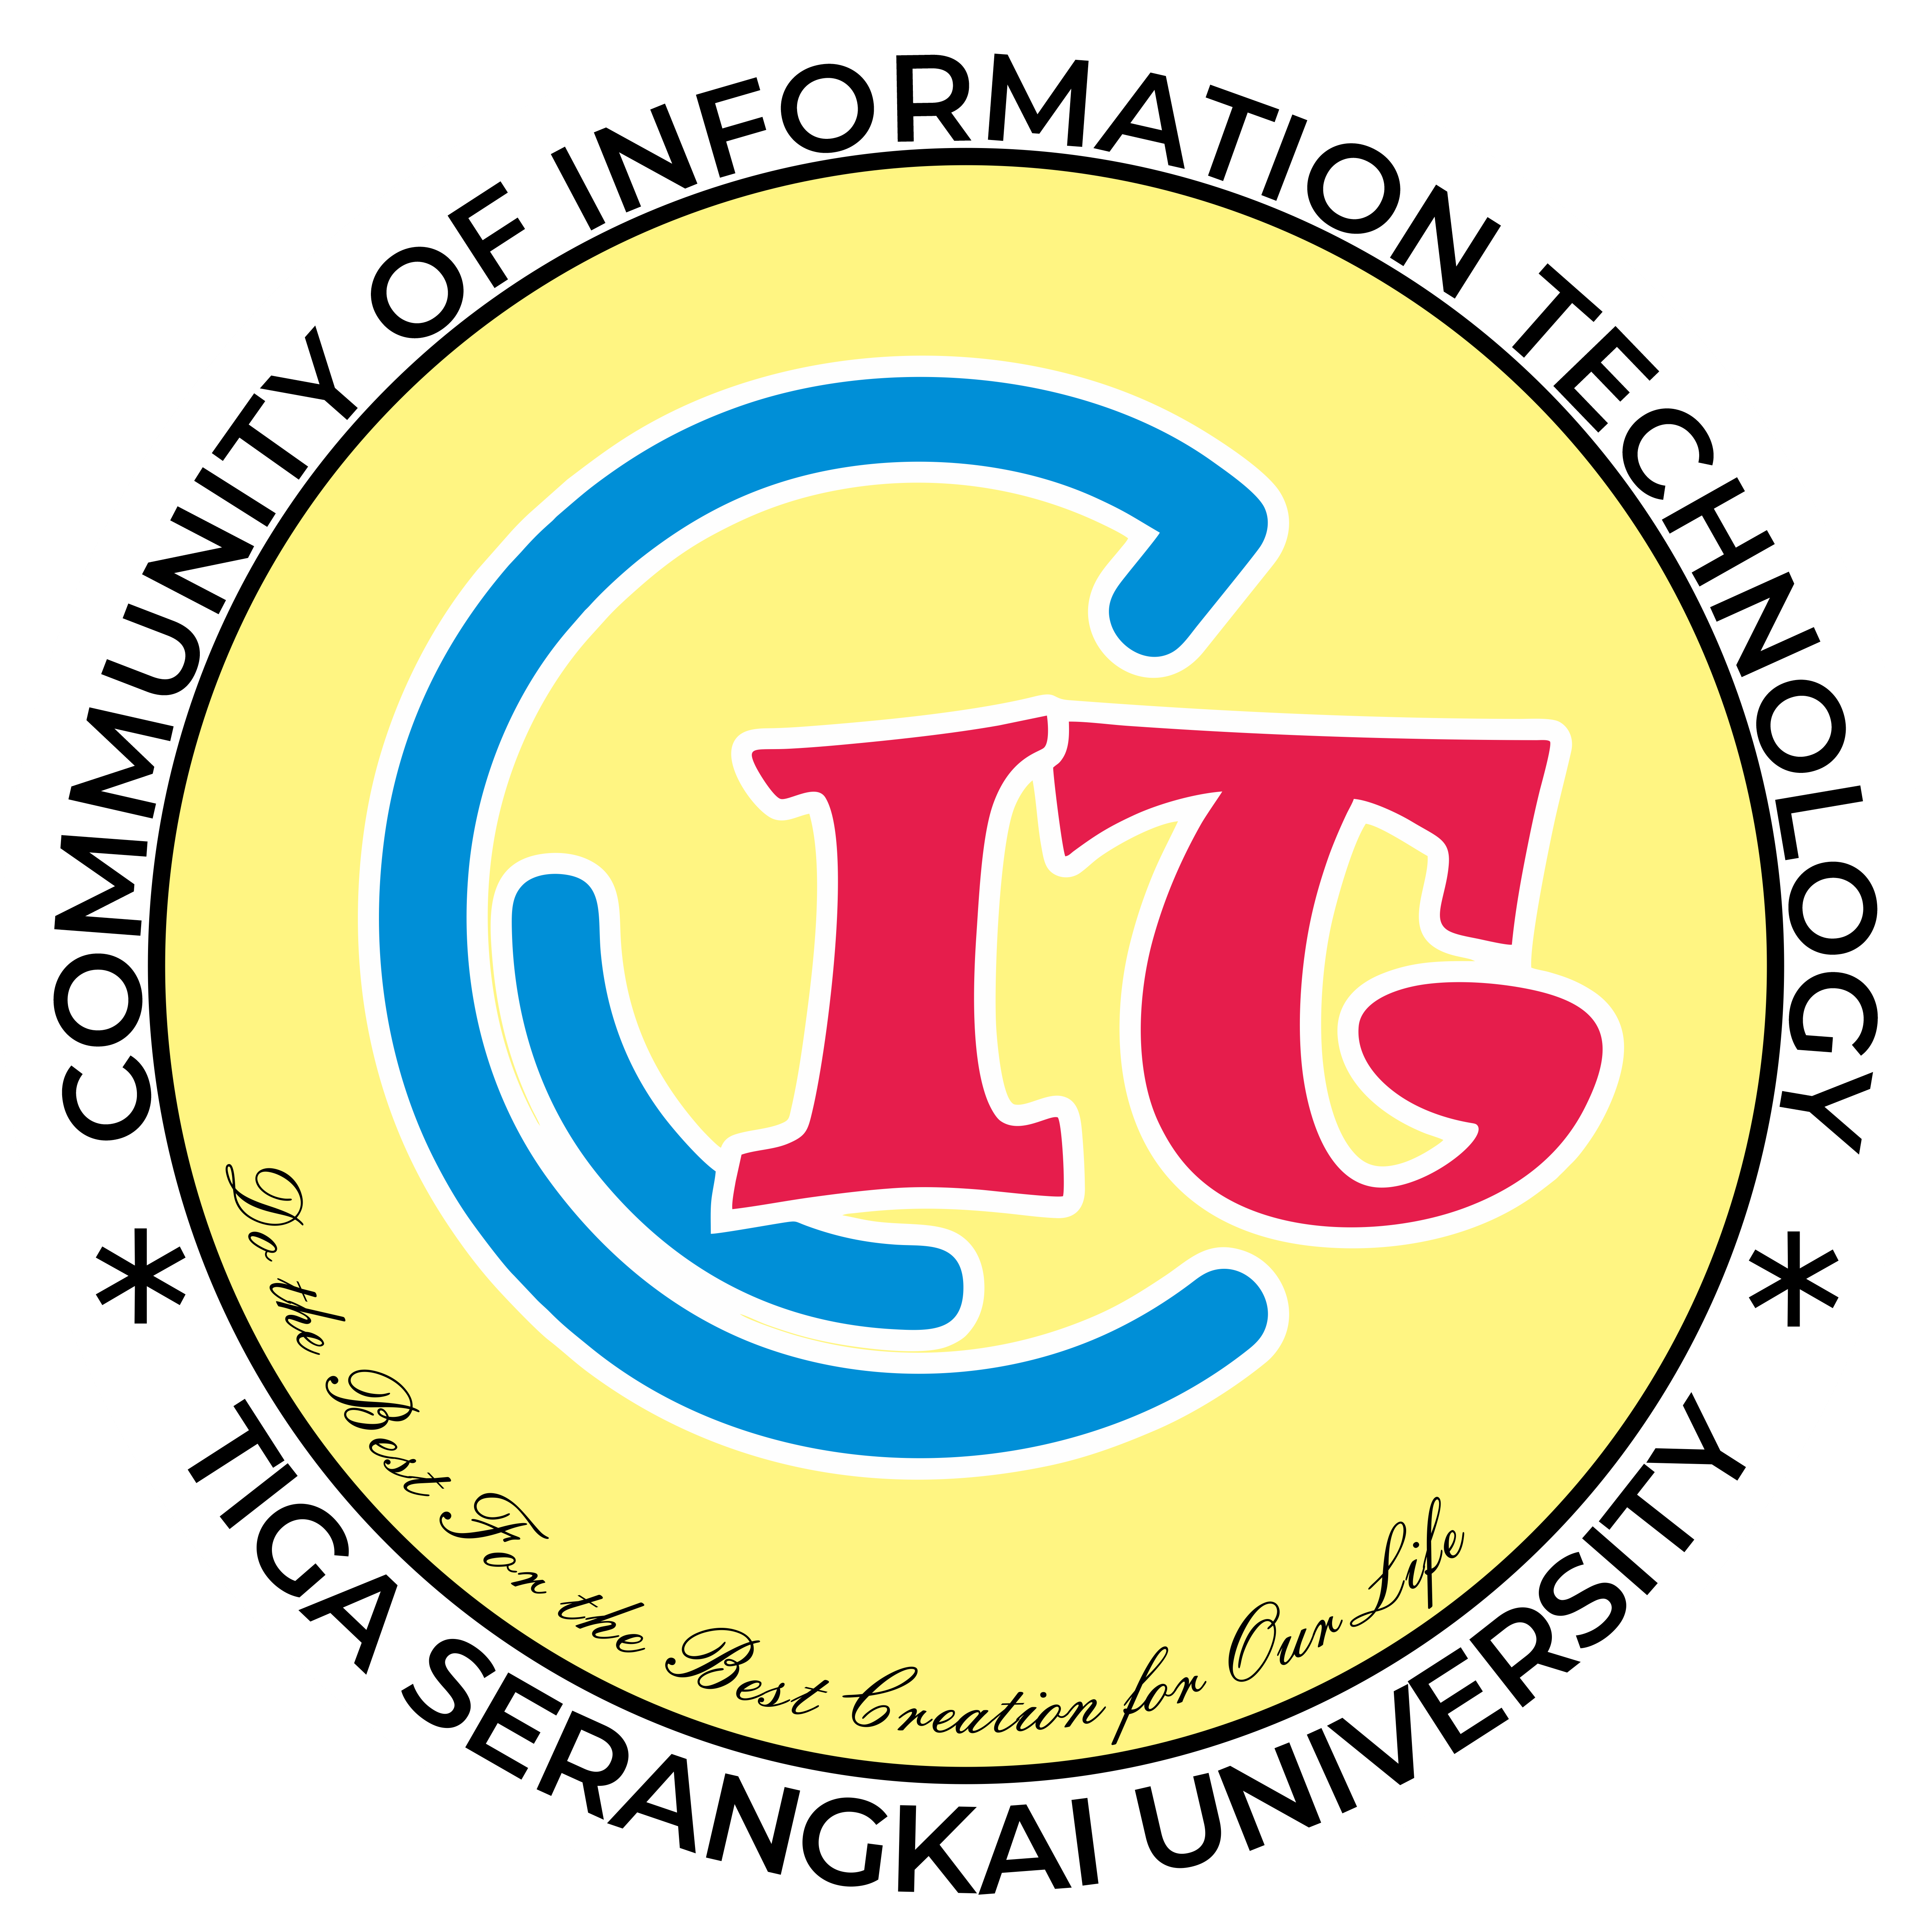 COMMUNITY OF INFORMATION TECHNOLOGY
CIT
Do the Best For the Best Creation for Our Life
* TIGA SERANGKAI UNIVERSITY *